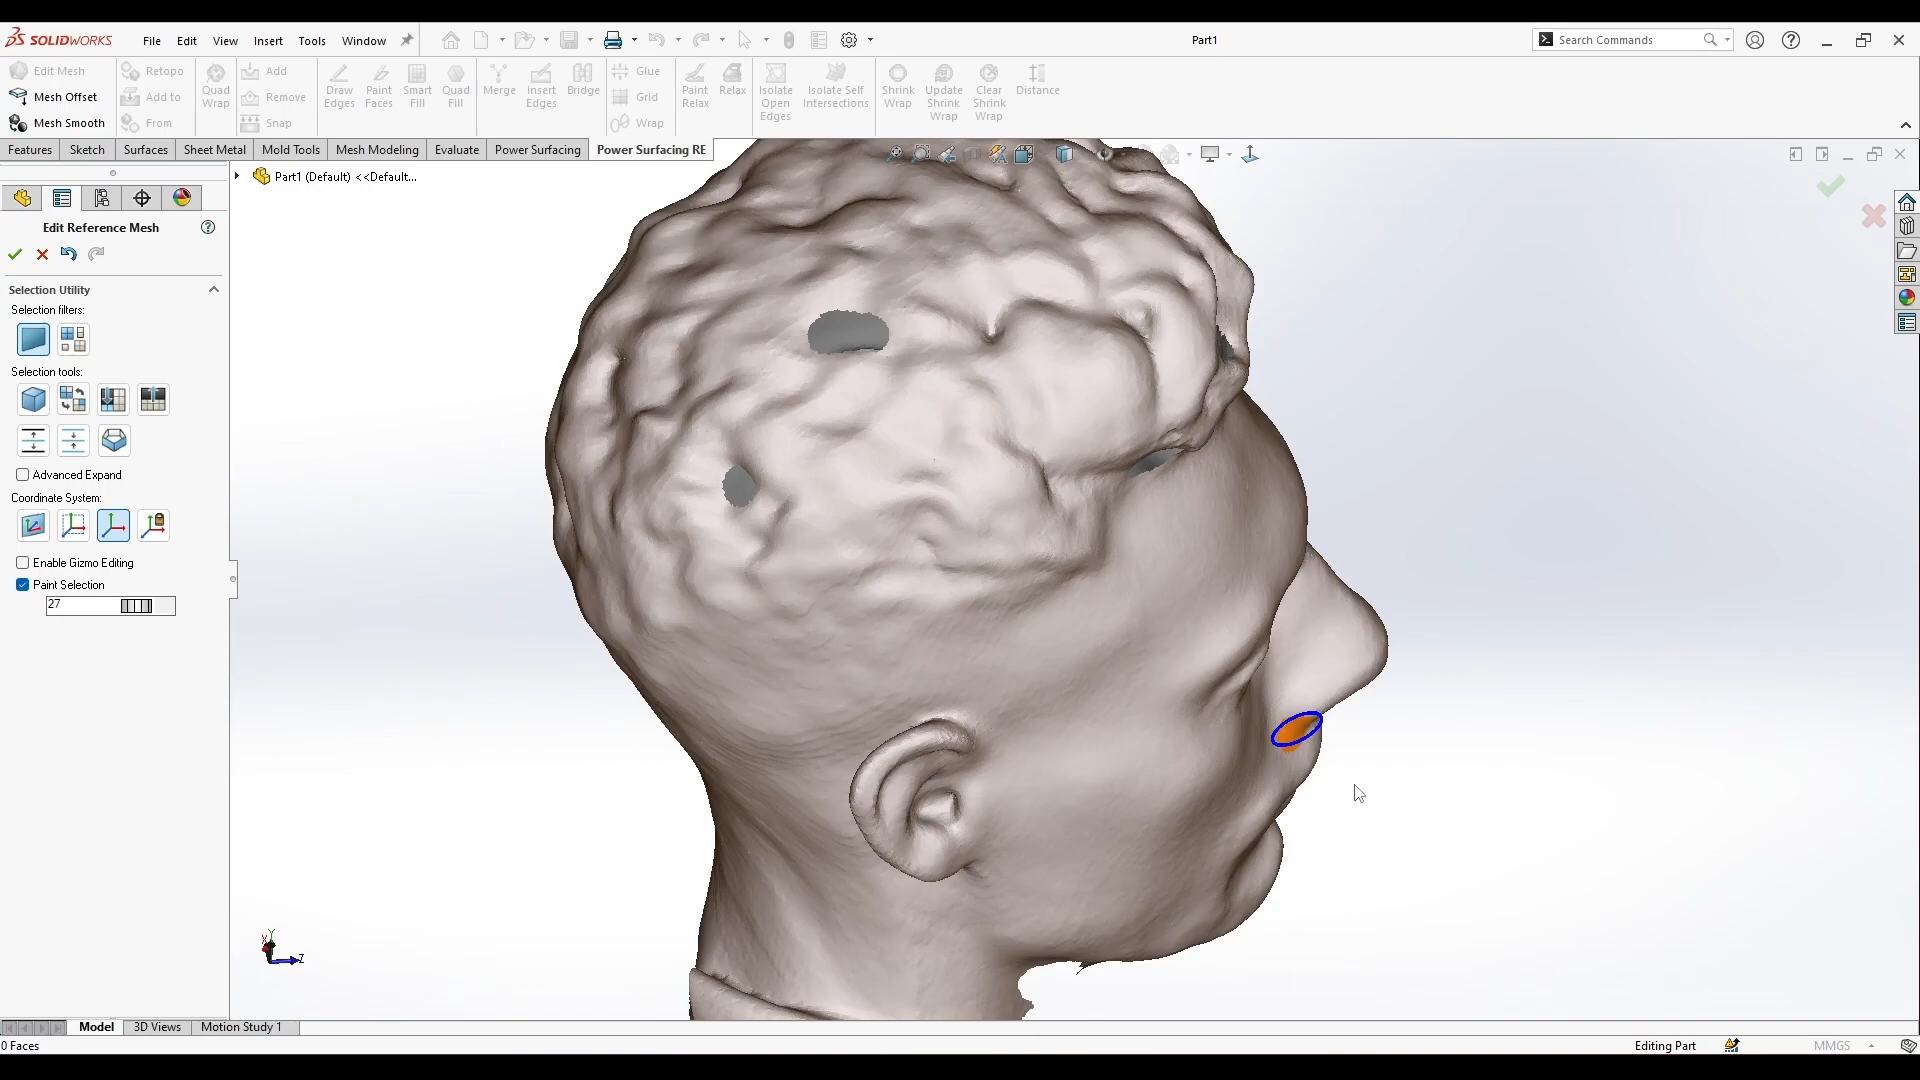 SOLIDWORKS File Edit View Insert Tools Window Part1 Search Commands
Edit Mesh Retopo Quad Wrap Add Draw Edges Paint Faces Smart Fill Quad Fill Merge Insert Edges Bridge Glue Paint Relax Relax Isolate Open Edges Isolate Self Intersections Shrink Wrap Update Shrink Wrap Clear Shrink Wrap Distance
Mesh Offset Add to Remove Grid
Mesh Smooth From Snap Wrap
Features Sketch Surfaces Sheet Metal Mold Tools Mesh Modeling Evaluate Power Surfacing Power Surfacing RE
Part1 (Default) <<Default...
Edit Reference Mesh
Selection Utility
Selection filters:
Selection tools:
Advanced Expand
Coordinate System:
Enable Gizmo Editing
Paint Selection
27
Y
X
Z
Model 3D Views Motion Study 1
0 Faces Editing Part MMGS